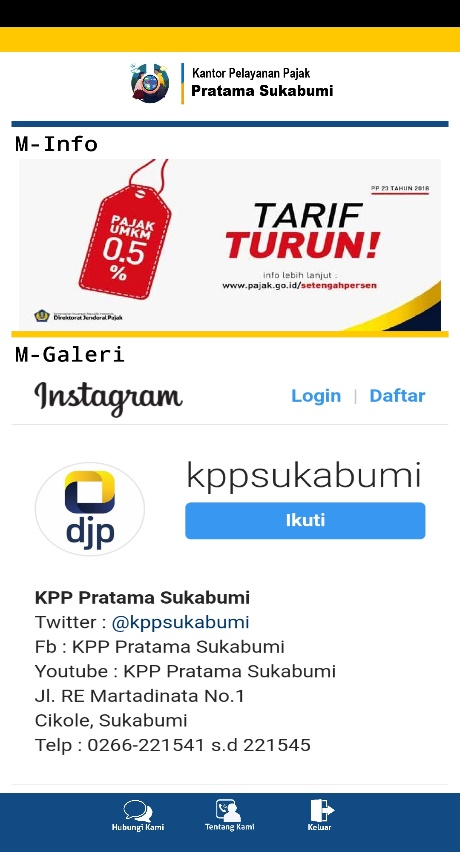 Kantor Pelayanan Pajak
Pratama Sukabumi
M-Info
PP 23 TAHUN 2018
PAJAK
UMKM
0.5
%
TARIF
TURUN!
info lebih lanjut :
www.pajak.go.id/setengahpersen
Direktorat Jenderal Pajak
M-Galeri
Instagram
Login | Daftar
djp
kppsukabumi
Ikuti
KPP Pratama Sukabumi
Twitter : @kppsukabumi
Fb : KPP Pratama Sukabumi
Youtube : KPP Pratama Sukabumi
Jl. RE Martadinata No.1
Cikole, Sukabumi
Telp : 0266-221541 s.d 221545
Hubungi Kami
Tentang Kami
Keluar